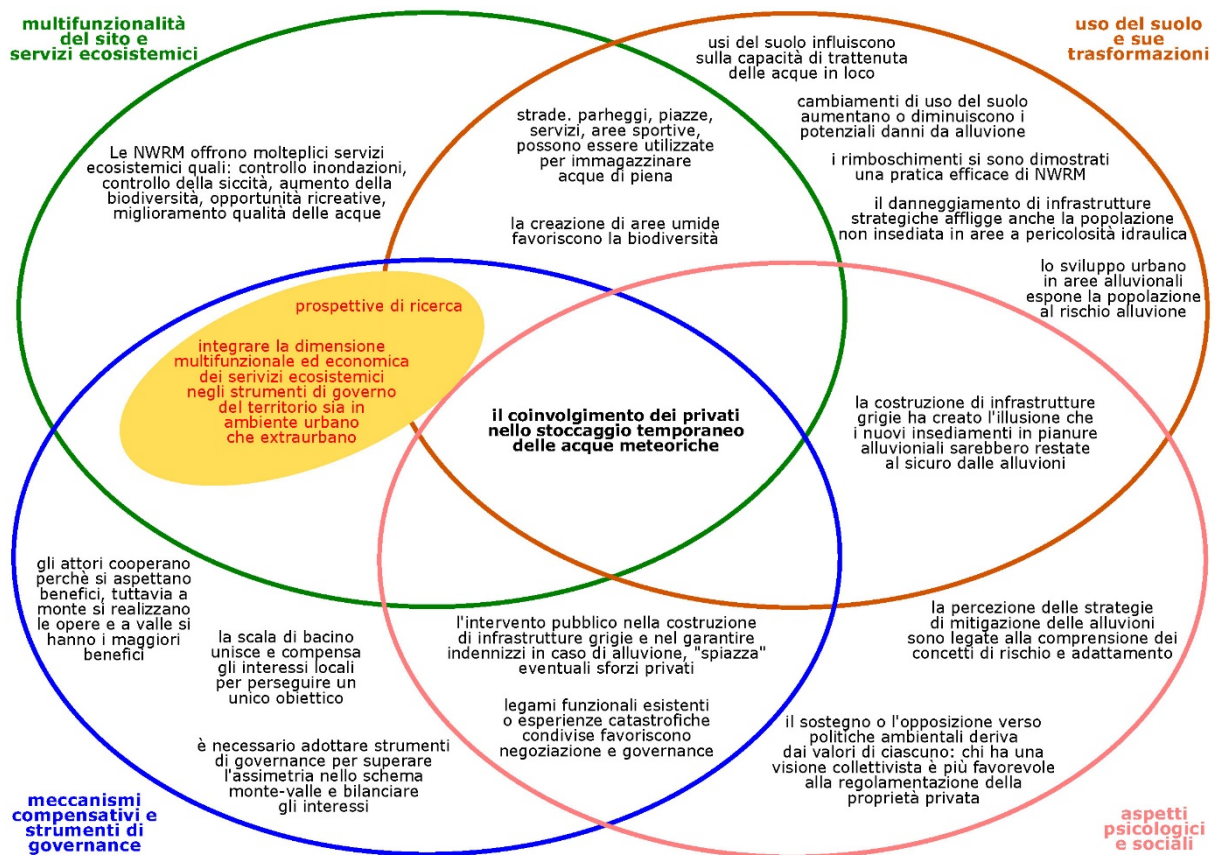 multifunzionalità
del sito e
servizi ecosistemici
uso del suolo
e sue
trasformazioni
usi del suolo influiscono
sulla capacità di trattenuta
delle acque in loco
cambiamenti di uso del suolo
aumentano o diminuiscono i
potenziali danni da alluvione
i rimboschimenti si sono dimostrati
una pratica efficace di NWRM
il danneggiamento di infrastrutture
strategiche affligge anche la popolazione
non insediata in aree a pericolosità idraulica
lo sviluppo urbano
in aree alluvionali
espone la popolazione
al rischio alluvione
strade. parheggi, piazze,
servizi, aree sportive,
possono essere utilizzate
per immagazzinare
acque di piena
la creazione di aree umide
favoriscono la biodiversità
Le NWRM offrono molteplici servizi
ecosistemici quali: controllo inondazioni,
controllo della siccità, aumento della
biodiversità, opportunità ricreative,
miglioramento qualità delle acque
prospettive di ricerca
integrare la dimensione
multifunzionale ed economica
dei serivizi ecosistemici
negli strumenti di governo
del territorio sia in
ambiente urbano
che extraurbano
il coinvolgimento dei privati
nello stoccaggio temporaneo
delle acque meteoriche
la costruzione di infrastrutture
grigie ha creato l'illusione che
i nuovi insediamenti in pianure
alluvioniali sarebbero restate
al sicuro dalle alluvioni
gli attori cooperano
perchè si aspettano
benefici, tuttavia a
monte si realizzano
le opere e a valle si
hanno i maggiori
benefici
la scala di bacino
unisce e compensa
gli interessi locali
per perseguire un
unico obiettico
è necessario adottare strumenti
di governance per superare
l'assimetria nello schema
monte-valle e bilanciare
gli interessi
l'intervento pubblico nella costruzione
di infrastrutture grigie e nel garantire
indennizzi in caso di alluvione, "spiazza"
eventuali sforzi privati
legami funzionali esistenti
o esperienze catastrofiche
condivise favoriscono
negoziazione e governance
la percezione delle strategie
di mitigazione delle alluvioni
sono legate alla comprensione dei
concetti di rischio e adattamento
il sostegno o l'opposizione verso
politiche ambientali deriva
dai valori di ciascuno: chi ha una
visione collettivista è più favorevole
alla regolamentazione della
proprietà privata
meccanismi
compensativi e
strumenti di
governance
aspetti
psicologici
e sociali